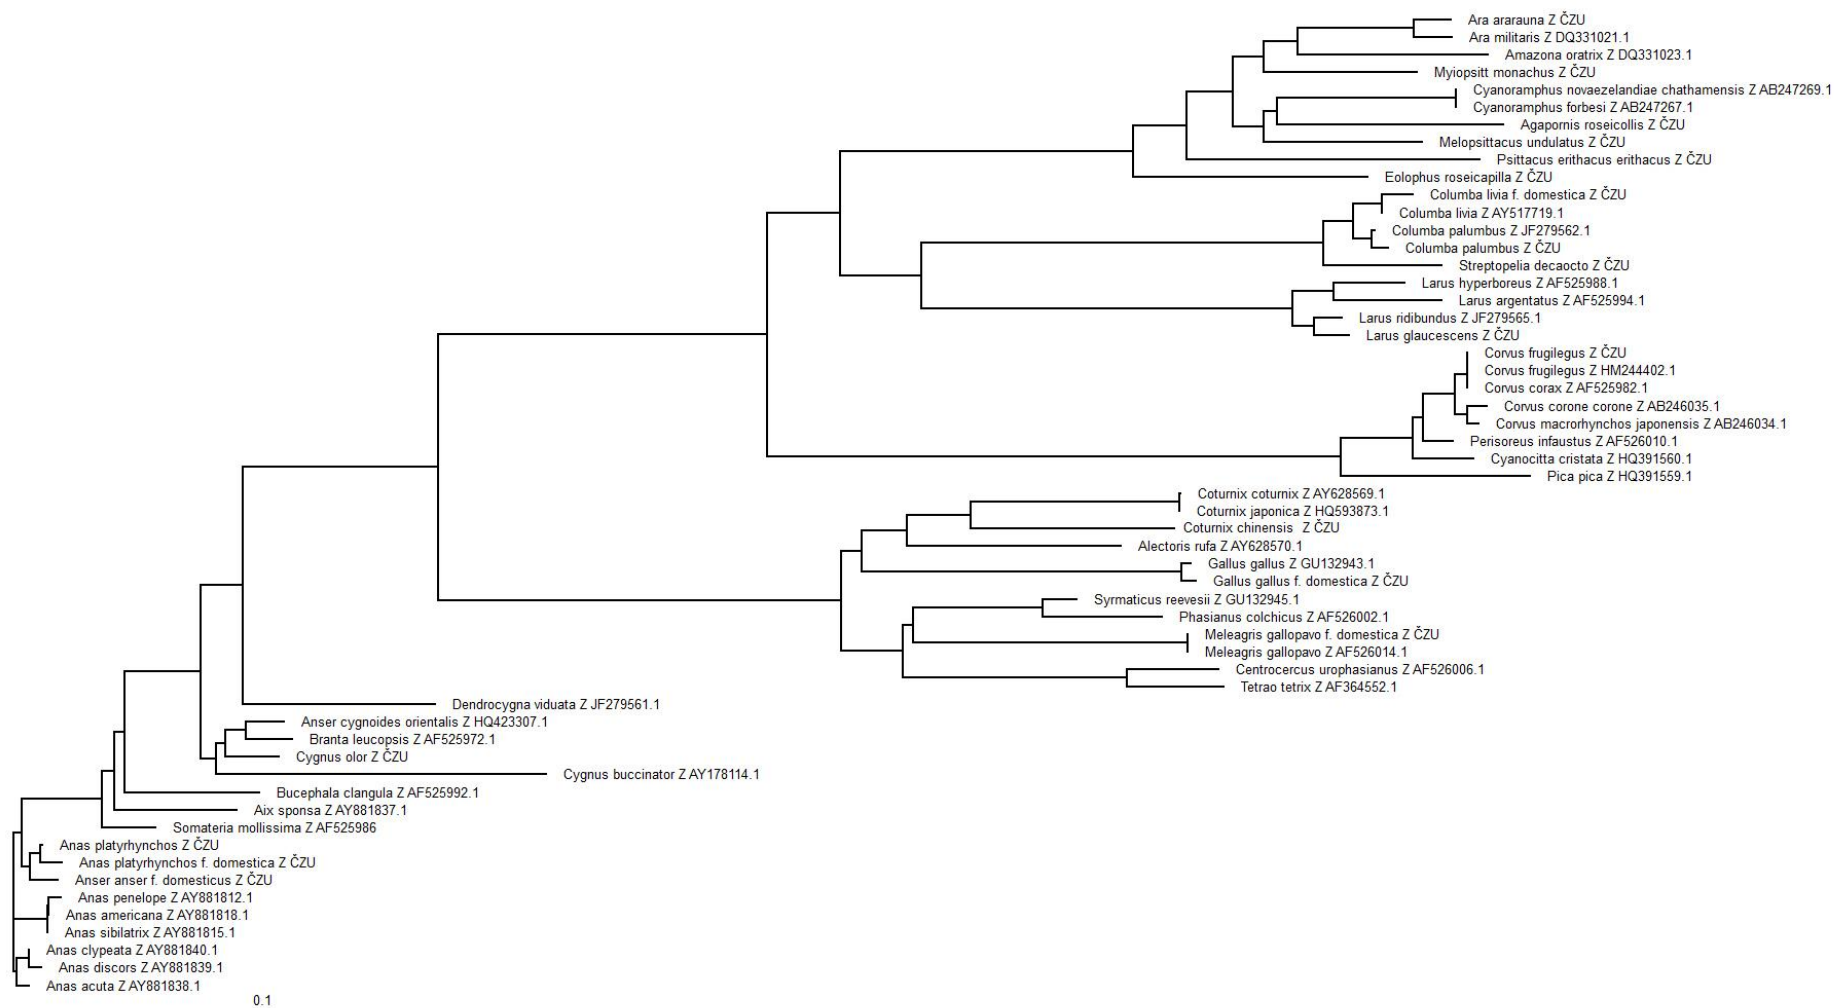 Ara ararauna Z ČZU
Ara militaris Z DQ331021.1
Amazona oratrix Z DQ331023.1
Myiopsitt monachus Z ČZU
Cyanoramphus novaezelandiae chathamensis Z AB247269.1
Cyanoramphus forbesi Z AB247267.1
Agapornis roseicollis Z ČZU
Melopsittacus undulatus Z ČZU
Psittacus erithacus erithacus Z ČZU
Eolophus roseicapilla Z ČZU
Columba livia f. domestica Z ČZU
Columba livia Z AY517719.1
Columba palumbus Z JF279562.1
Columba palumbus Z ČZU
Streptopelia decaocto Z ČZU
Larus hyperboreus Z AF525988.1
Larus argentatus Z AF525994.1
Larus ridibundus Z JF279565.1
Larus glaucescens Z ČZU
Corvus frugilegus Z ČZU
Corvus frugilegus Z HM244402.1
Corvus corax Z AF525982.1
Corvus corone corone Z AB246035.1
Corvus macrorhynchos japonensis Z AB246034.1
Perisoreus infaustus Z AF526010.1
Cyanocitta cristata Z HQ391560.1
Pica pica Z HQ391559.1
Coturnix coturnix Z AY628569.1
Coturnix japonica Z HQ593873.1
Coturnix chinensis Z ČZU
Alectoris rufa Z AY628570.1
Gallus gallus Z GU132943.1
Gallus gallus f. domestica Z ČZU
Syrmaticus reevesii Z GU132945.1
Phasianus colchicus Z AF526002.1
Meleagris gallopavo f. domestica Z ČZU
Meleagris gallopavo Z AF526014.1
Centrocercus urophasianus Z AF526006.1
Tetrao tetrix Z AF364552.1
Dendrocygna viduata Z JF279561.1
Anser cygnoides orientalis Z HQ423307.1
Branta leucopsis Z AF525972.1
Cygnus olor Z ČZU
Cygnus buccinator Z AY178114.1
Bucephala clangula Z AF525992.1
Aix sponsa Z AY881837.1
Somateria mollissima Z AF525986
Anas platyrhynchos Z ČZU
Anas platyrhynchos f. domestica Z ČZU
Anser anser f. domesticus Z ČZU
Anas penelope Z AY881812.1
Anas americana Z AY881818.1
Anas sibilatrix Z AY881815.1
Anas clypeata Z AY881840.1
Anas discors Z AY881839.1
Anas acuta Z AY881838.1
0.1